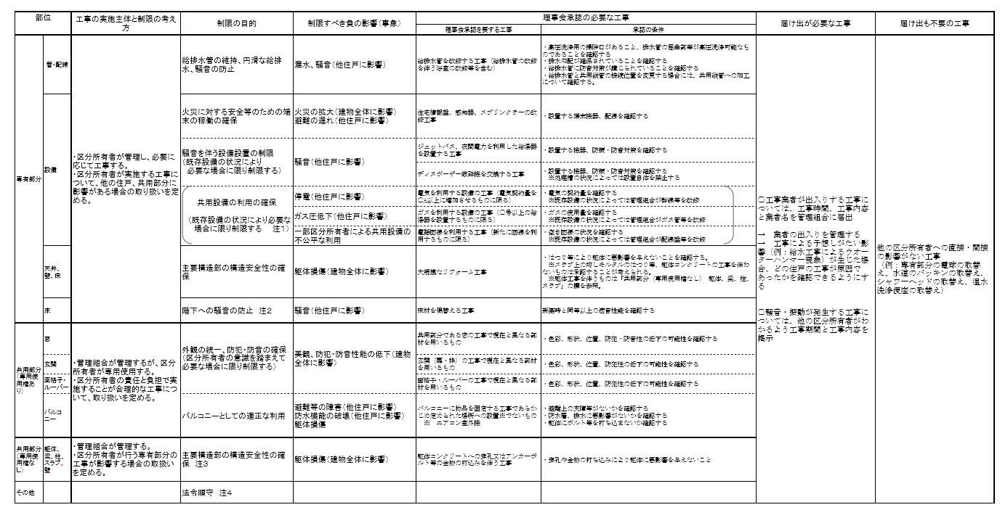 部位
工事の実施主体と制限の考え
方
制限の目的
制限すべき負の影響(事象)
理事会承認の必要な工事
理事会承認を要する工事
承認の条件
届け出が必要な工事
届け出も不要の工事
専有部分
・区分所有者が管理し、必要に
応じて工事する。
・区分所有者が実施する工事に
ついて、他の住戸、共用部分に
影響がある場合の取り扱いを定
める。
管・配線
給排水管の維持、円滑な給排
水、騒音の防止
漏水、騒音(他住戸に影響)
給排水管を改修する工事(給排水管の改修
を伴う浴室の改修等を含む)
・高圧洗浄用の掃除口があること、排水管の屈曲部等が高圧洗浄可能なも
のであることを確認する
・排水勾配が確保されていることを確認する
・給排水管に防音対策が講じられていることを確認する
・給排水管と共用縦管の接続位置を変更する場合には、共用縦管への加工
について確認する。
設備
火災に対する安全等のための端
末の稼働の確保
火災の拡大(建物全体に影響)
避難の遅れ(他住戸に影響)
住宅情報盤、感知器、スプリンクラーの改
修工事
・設置する端末機器、配線を確認する
騒音を伴う設備設置の制限
(既存設備の状況により
必要な場合に限り制限する)
騒音(他住戸に影響)
ジェットバス、夜間電力を利用した給湯器
を設置する工事
・設置する機器、防振・防音対策を確認する
ディスポーザー破砕機を交換する工事
・設置する機器、防振・防音対策を確認する
※処理槽の状況によっては設置自体を禁止する
共用設備の利用の確保
(既存設備の状況により必要な
場合に限り制限する 注1)
停電(他住戸に影響)
電気を利用する設備の工事(電気契約量を
○A以上に増加させるものに限る)
・電気の契約量を確認する
※既存設備の状況によっては管理組合が幹線等を改修
ガス圧低下(他住戸に影響)
ガスを利用する設備の工事(○号以上の給
湯器を設置するものに限る)
・ガスの使用量を確認する
※既存設備の状況によっては管理組合がガス管等を改修
一部区分所有者による共用設備の
不公平な利用
電話回線を利用する工事(新たに回線を利
用するものに限る)
・空き回線の状況を確認する
※既存設備の状況によっては管理組合が配線盤等を改修
天井、
壁、床
主要構造部の構造安全性の確
保
躯体損傷(建物全体に影響)
大規模なリフォーム工事
・はつり等により躯体に悪影響を与えないことを確認する。
※スラブ上の均しモルタルのはつり等、躯体コンクリートの工事を伴わ
ないものは承認することが考えられる。
※躯体工事を伴うものは「共用部分(専用使用権なし) 躯体、梁、柱、
スラブ」の欄を参照。
床
階下への騒音の防止 注2
騒音(他住戸に影響)
床材を張替える工事
新築時と同等以上の遮音性能を確認する
共用部分
(専用使
用権あ
り)
・管理組合が管理するが、区分
所有者が専用使用する。
・区分所有者の責任と負担で実
施することが合理的な工事につ
いて、取り扱いを定める。
窓
外観の統一、防犯・防音の確保
(区分所有者の意識を踏まえて
必要な場合に限り制限する)
美観、防犯・防音性能の低下(建物
全体に影響)
共用部分である窓の工事で現在と異なる部
材を用いるもの
・色彩、形状、位置、防犯・防音性の低下の可能性を確認する
玄関
玄関(扉・枠)の工事で現在と異なる部材
を用いるもの
・色彩、形状、位置、防犯性の低下の可能性を確認する
面格子・
ルーバー
面格子・ルーバーの工事で現在と異なる部
材を用いるもの
・色彩、形状、位置、防犯性の低下の可能性を確認する
バルコ
ニー
バルコニーとしての適正な利用
避難等の障害(他住戸に影響)
防水機能の破壊(他住戸に影響)
躯体損傷
バルコニーに物品を固定する工事であらか
じめ定められた場所への設置※でないもの
※ エアコン室外機
・避難上の支障等がないかを確認する
・防水層、排水に悪影響がないかを確認する
・躯体にボルト等を打ち込まないか確認する
共用部分
(専用使
用権な
し)
躯体、
梁、柱、
スラブ、
壁
・管理組合が管理する。
・区分所有者が行う専有部分の
工事が影響する場合の取扱い
を定める。
主要構造部の構造安全性の確
保 注3
躯体損傷(建物全体に影響)
躯体コンクリートへの穿孔又はアンカーボ
ルト等の金物の打込みを伴う工事
・穿孔や金物の打ち込みにより躯体に悪影響を与えないこと
その他
法令順守 注4
○工事業者が出入りする工事に
ついては、工事時間、工事内容
と業者名を管理組合に届出
→ 業者の出入りを管理する
→ 工事による予想しがたい影
響(例:給水工事によるウオー
ターハンマー現象)が生じた場
合、どの住戸の工事が原因で
あったかを確認できるようにす
る
○騒音・振動が発生する工事に
ついては、他の区分所有者がわ
かるよう工事期間と工事内容を
掲示
他の区分所有者への直接・間接
の影響がない工事
(例:専有部分の電球の取替
え、水道のパッキンの取替え、
シャワーヘッドの取替え、温水
洗浄便座の取替え)